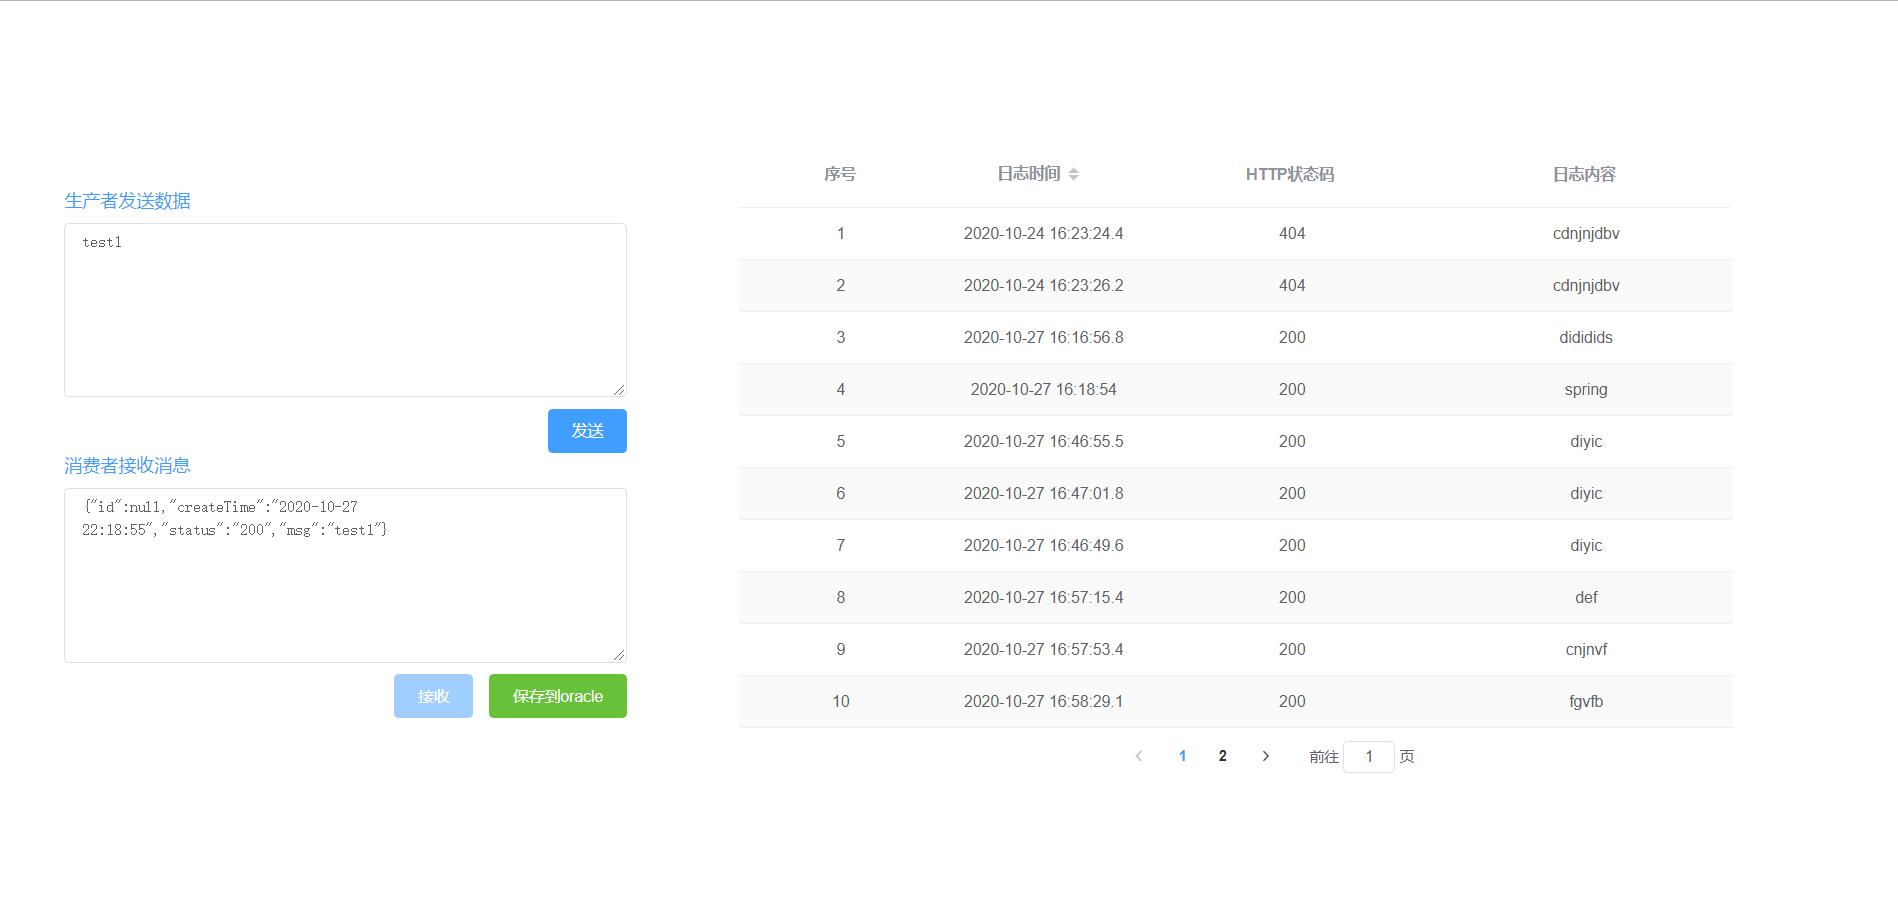 生产者发送数据
test1
发送
消费者接收消息
{"id":null,"createTime":"2020-10-27
22:18:55","status":"200","msg":"test1"}
接收 保存到oracle
序号 日志时间 HTTP状态码 日志内容
1 2020-10-24 16:23:24.4 404 cdnjnjdbv
2 2020-10-24 16:23:26.2 404 cdnjnjdbv
3 2020-10-27 16:16:56.8 200 dididids
4 2020-10-27 16:18:54 200 spring
5 2020-10-27 16:46:55.5 200 diyic
6 2020-10-27 16:47:01.8 200 diyic
7 2020-10-27 16:46:49.6 200 diyic
8 2020-10-27 16:57:15.4 200 def
9 2020-10-27 16:57:53.4 200 cnjnvf
10 2020-10-27 16:58:29.1 200 fgvfb
1 2 前往 1 页